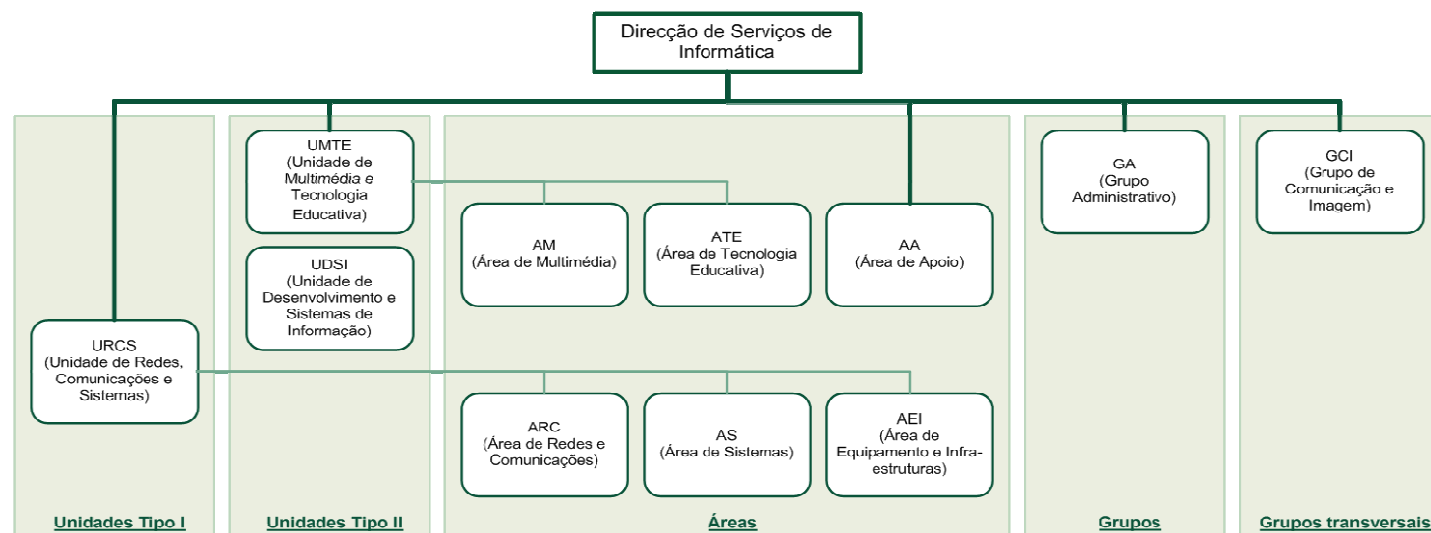 Direcção de Serviços de
Informática
UMTE
(Unidade de
Multimédia e
Tecnologia
Educativa)
UDSI
(Unidade de
Desenvolvimento e
Sistemas de
Informação)
URCS
(Unidade de Redes,
Comunicações e
Sistemas)
AM
(Área de Multimédia)
ATE
(Área de Tecnologia
Educativa)
AA
(Área de Apoio)
ARC
(Área de Redes e
Comunicações)
AS
(Área de Sistemas)
AEI
(Área de
Equipamento e Infra-
estruturas)
GA
(Grupo
Administrativo)
GCI
(Grupo de
Comunicação e
Imagem)
Unidades Tipo I
Unidades Tipo II
Áreas
Grupos
Grupos transversais